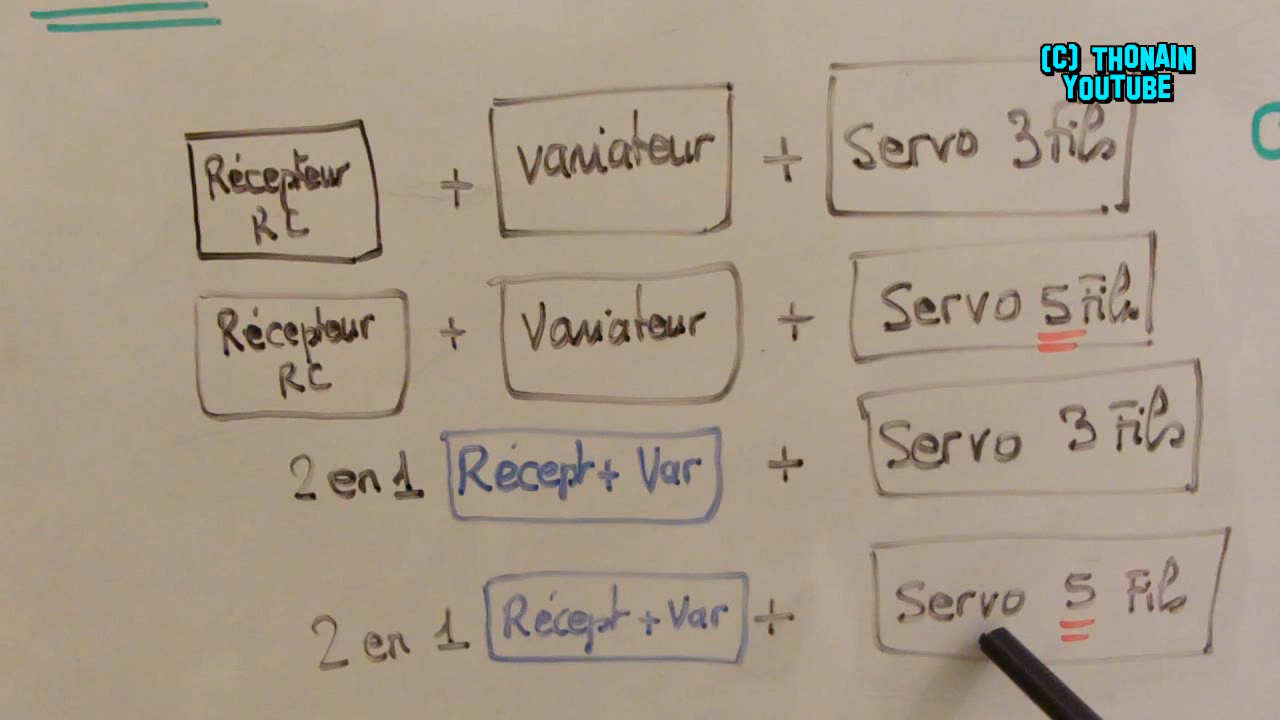 (C) THONAIN
YOUTUBE
Récepteur
RC
+ variateur + Servo 3 fils
Récepteur
RC
+ Variateur + Servo 5 Fils
2 en 1 Récept + Var + Servo 3 Fils
2 en 1 Récept + Var + Servo 5 Fils